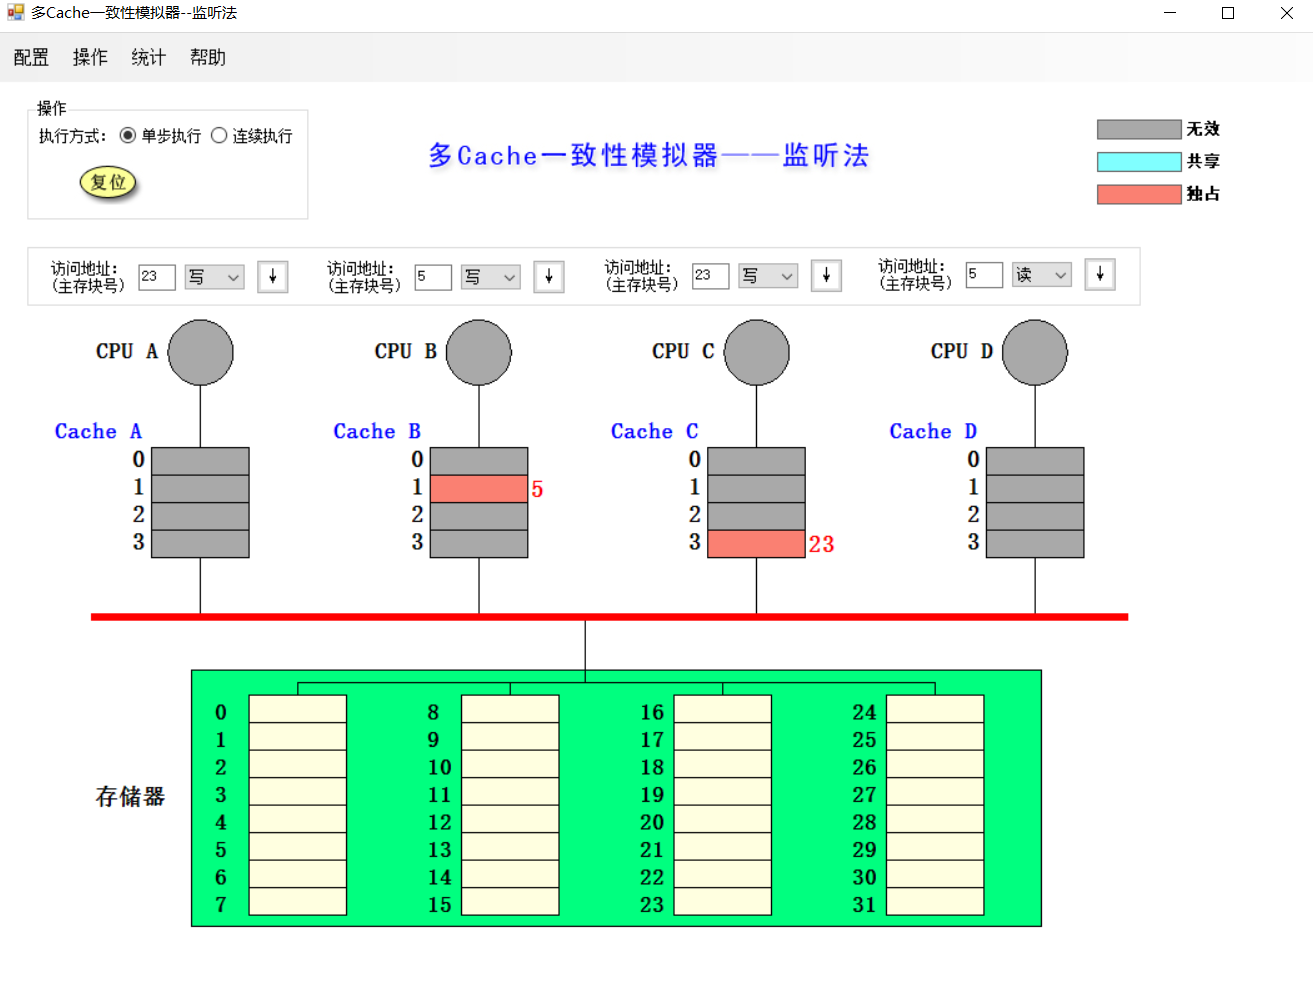 多Cache一致性模拟器--监听法
配置 操作 统计 帮助
操作
执行方式: 单步执行 连续执行
复位
多Cache一致性模拟器——监听法
无效
共享
独占
访问地址:
(主存块号) 23 写 ↓
访问地址:
(主存块号) 5 写 ↓
访问地址:
(主存块号) 23 写 ↓
访问地址:
(主存块号) 5 读 ↓
CPU A CPU B CPU C CPU D
Cache A Cache B Cache C Cache D
0 0 0 0
1 1 5 1 1
2 2 2 2
3 3 3 23 3
存储器
0 8 16 24
1 9 17 25
2 10 18 26
3 11 19 27
4 12 20 28
5 13 21 29
6 14 22 30
7 15 23 31